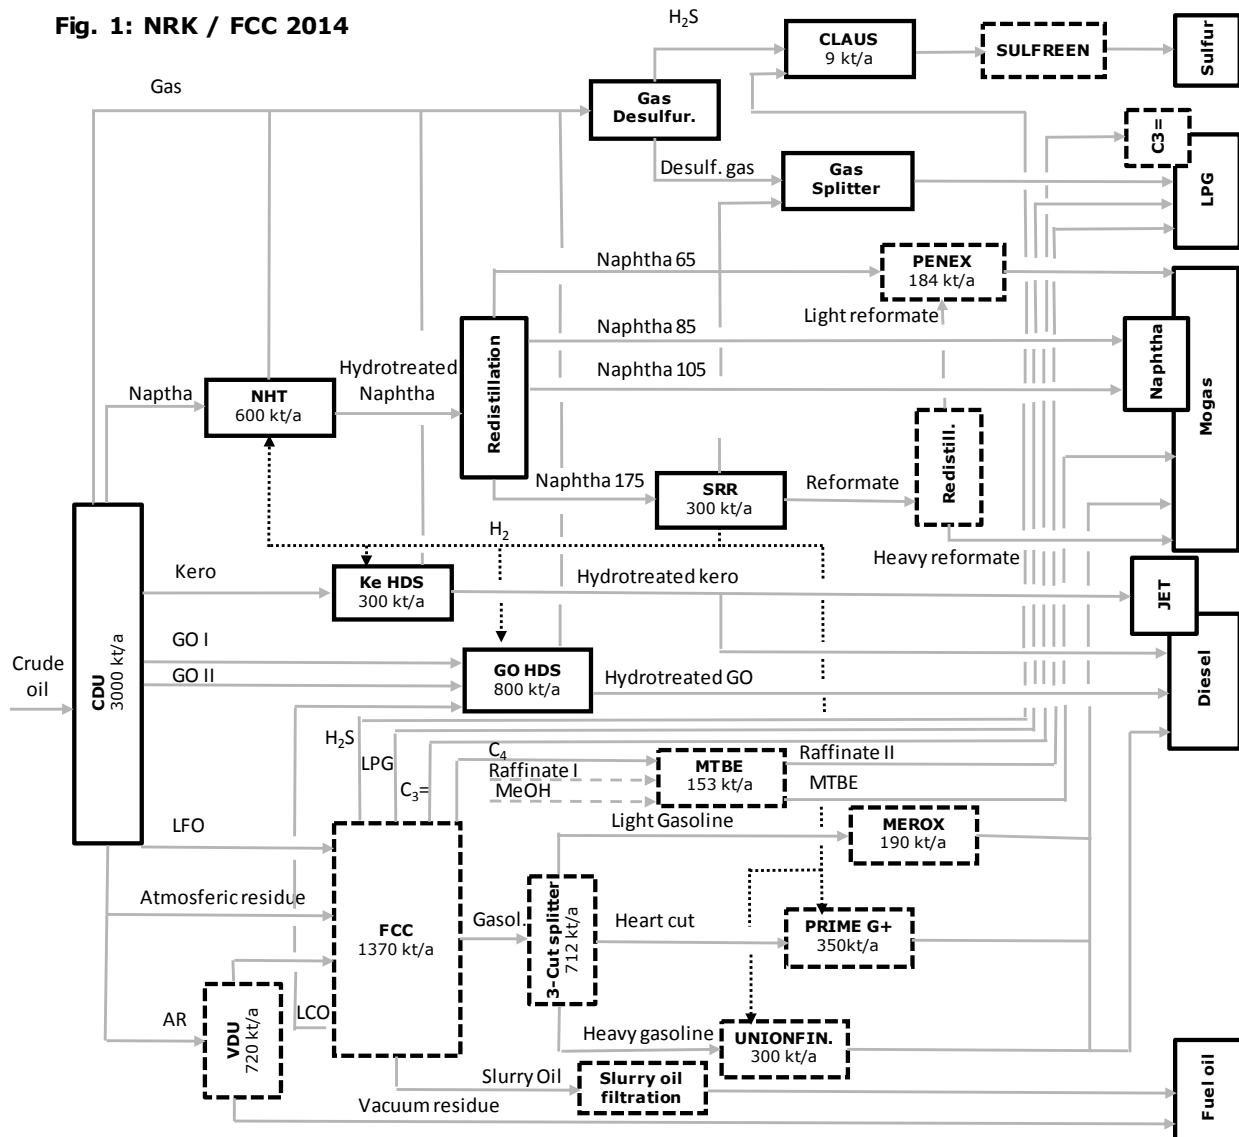 Fig. 1: NRK / FCC 2014
H₂S
CLAUS
9 kt/a
SULFREEN
Sulfur
Gas
Gas
Desulfur.
C3=
Desulf. gas
Gas
Splitter
LPG
Naphtha 65
PENEX
184 kt/a
Light reformate
Naphtha 85
Naphtha
Mogas
Hydrotreated
Naphtha
Redistillation
Naphtha 105
Naptha
NHT
600 kt/a
Redistill.
Naphtha 175
SRR
300 kt/a
Reformate
H₂
Heavy reformate
Kero
Ke HDS
300 kt/a
Hydrotreated kero
JET
GO I
GO II
GO HDS
800 kt/a
Hydrotreated GO
Diesel
Crude
oil
CDU
3000 kt/a
H₂S
LPG
C₃=
C₄
Raffinate I
MeOH
MTBE
153 kt/a
Raffinate II
MTBE
LFO
Light Gasoline
MEROX
190 kt/a
Atmosferic residue
FCC
1370 kt/a
Gasol.
3-Cut splitter
712 kt/a
Heart cut
PRIME G+
350kt/a
AR
VDU
720 kt/a
LCO
Heavy gasoline
UNIONFIN.
300 kt/a
Slurry Oil
Slurry oil
filtration
Vacuum residue
Fuel oil